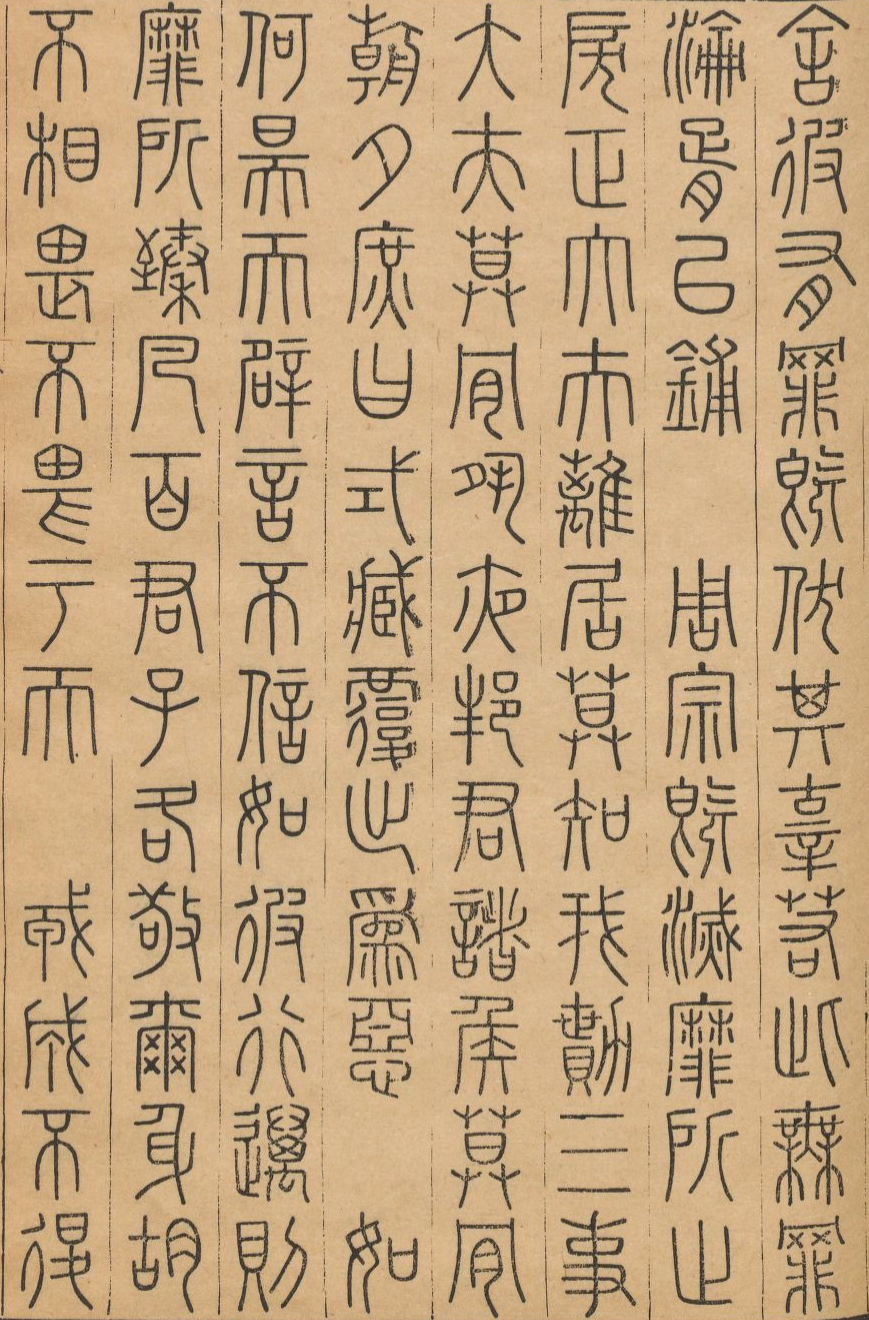 舍彼有罪既伏其辜若此無罪
淪胥以鋪　周宗既滅靡所止
戾正大夫離居莫知我勩三事
大夫莫肯夙夜邦君諸侯莫肯
朝夕庶曰式臧覆出爲惡　如
何昊天辟言不信如彼行邁則
靡所臻凡百君子各敬爾身胡
不相畏不畏于天　戎成不退